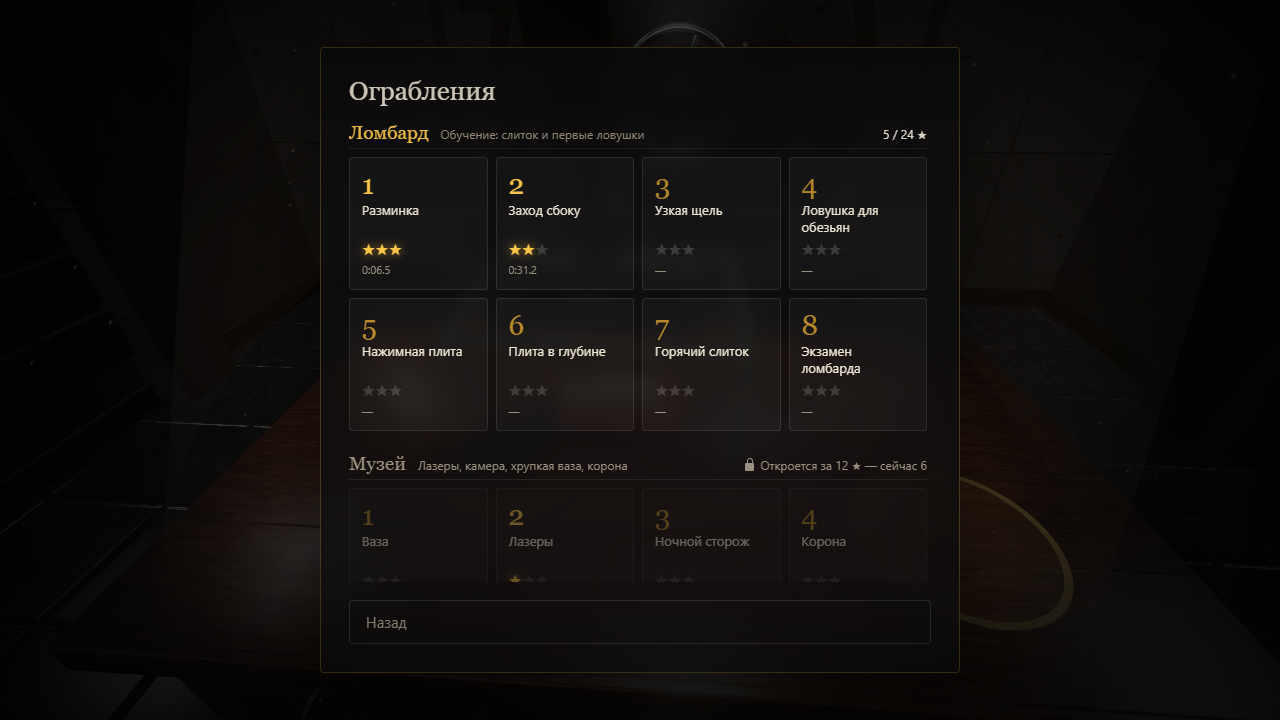 Ограбления
Ломбард Обучение: слиток и первые ловушки 5 / 24 ★
1
Разминка
★★★
0:06.5
2
Заход сбоку
★★★
0:31.2
3
Узкая щель
★★★
—
4
Ловушка для
обезьян
★★★
—
5
Нажимная плита
★★★
—
6
Плита в глубине
★★★
—
7
Горячий слиток
★★★
—
8
Экзамен
ломбарда
★★★
—
Музей Лазеры, камера, хрупкая ваза, корона Откроется за 12 ★ — сейчас 6
1
Ваза
★★★
2
Лазеры
★★★
3
Ночной сторож
★★★
4
Корона
★★★
Назад